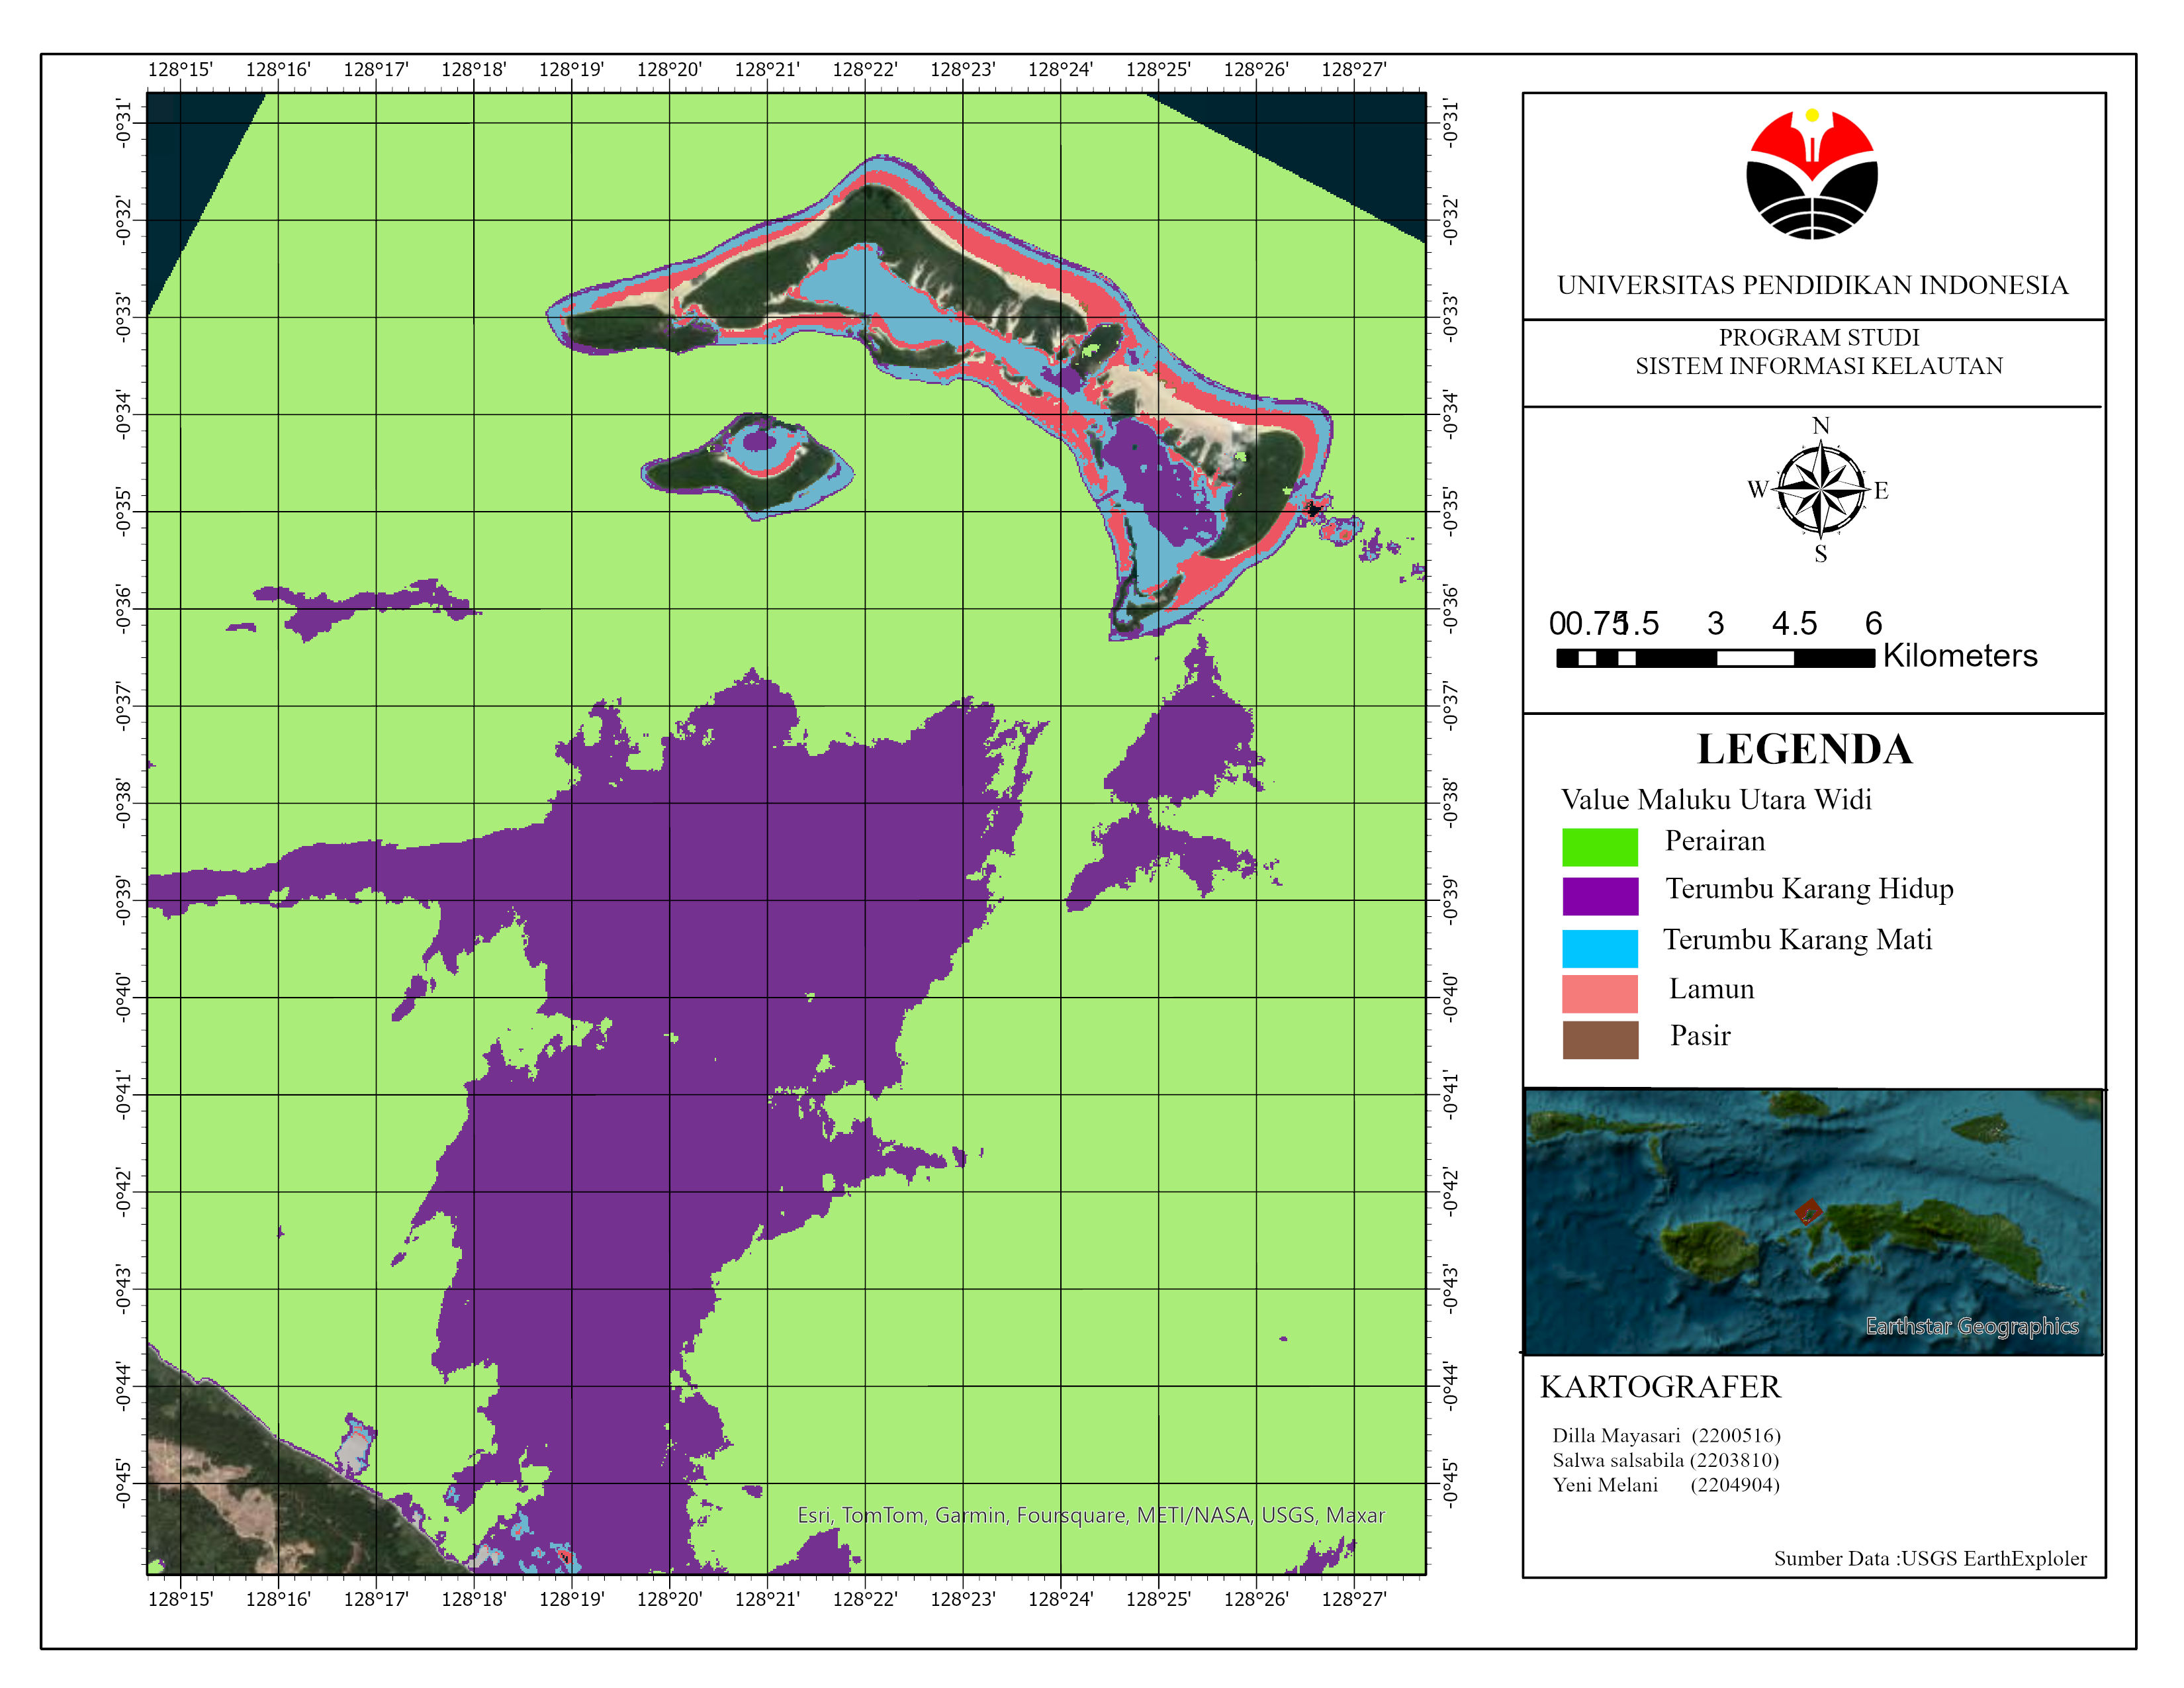 128°15' 128°16' 128°17' 128°18' 128°19' 128°20' 128°21' 128°22' 128°23' 128°24' 128°25' 128°26' 128°27'
-0°31' -0°31'
-0°32' -0°32'
-0°33' -0°33'
-0°34' -0°34'
-0°35' -0°35'
-0°36' -0°36'
-0°37' -0°37'
-0°38' -0°38'
-0°39' -0°39'
-0°40' -0°40'
-0°41' -0°41'
-0°42' -0°42'
-0°43' -0°43'
-0°44' -0°44'
-0°45' -0°45'
Esri, TomTom, Garmin, Foursquare, METI/NASA, USGS, Maxar
128°15' 128°16' 128°17' 128°18' 128°19' 128°20' 128°21' 128°22' 128°23' 128°24' 128°25' 128°26' 128°27'
UNIVERSITAS PENDIDIKAN INDONESIA
PROGRAM STUDI
SISTEM INFORMASI KELAUTAN
N
W E
S
0 0.75 1.5 3 4.5 6
Kilometers
LEGENDA
Value Maluku Utara Widi
Perairan
Terumbu Karang Hidup
Terumbu Karang Mati
Lamun
Pasir
Earthstar Geographics
KARTOGRAFER
Dilla Mayasari (2200516)
Salwa salsabila (2203810)
Yeni Melani (2204904)
Sumber Data :USGS EarthExploler